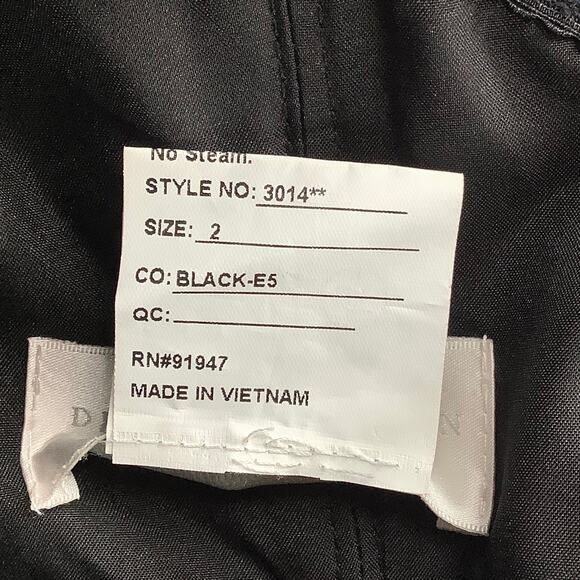 No Steam.
STYLE NO: 3014**
SIZE: 2
CO: BLACK-E5
QC:
RN#91947
MADE IN VIETNAM